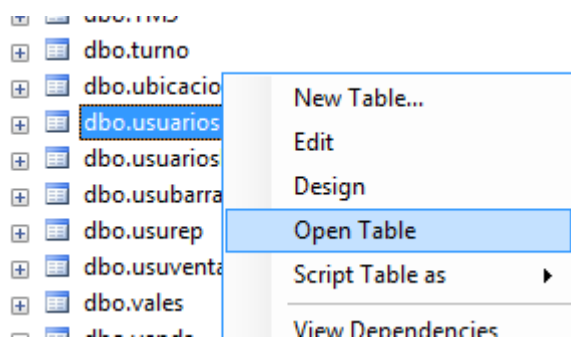 dbo.turno
dbo.ubicacio
dbo.usuarios
dbo.usuarios
dbo.usubarra
dbo.usurep
dbo.usuventa
dbo.vales
New Table...
Edit
Design
Open Table
Script Table as
View Dependencies